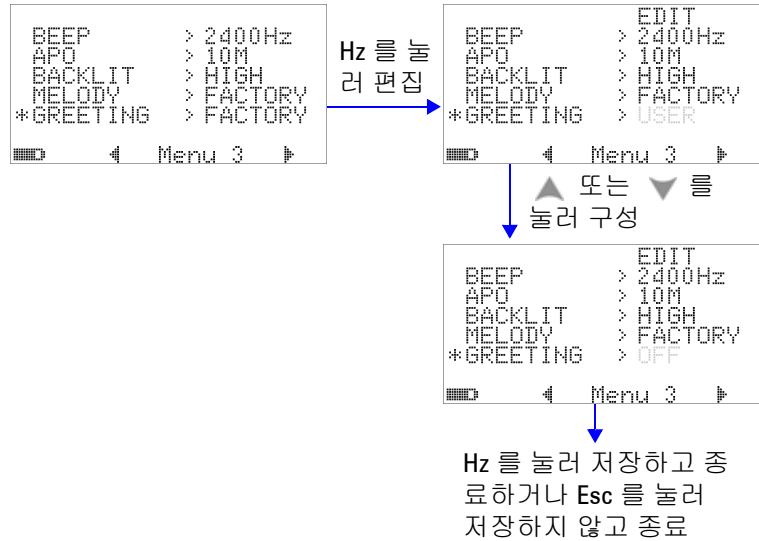 BEEP > 2400Hz
APO > 10M
BACKLIT > HIGH
MELODY > FACTORY
*GREETING > FACTORY
Menu 3
Hz 를 눌
러 편집
EDIT
BEEP > 2400Hz
APO > 10M
BACKLIT > HIGH
MELODY > FACTORY
*GREETING > USER
Menu 3
또는 를
눌러 구성
EDIT
BEEP > 2400Hz
APO > 10M
BACKLIT > HIGH
MELODY > FACTORY
*GREETING > OFF
Menu 3
Hz 를 눌러 저장하고 종
료하거나 Esc 를 눌러
저장하지 않고 종료